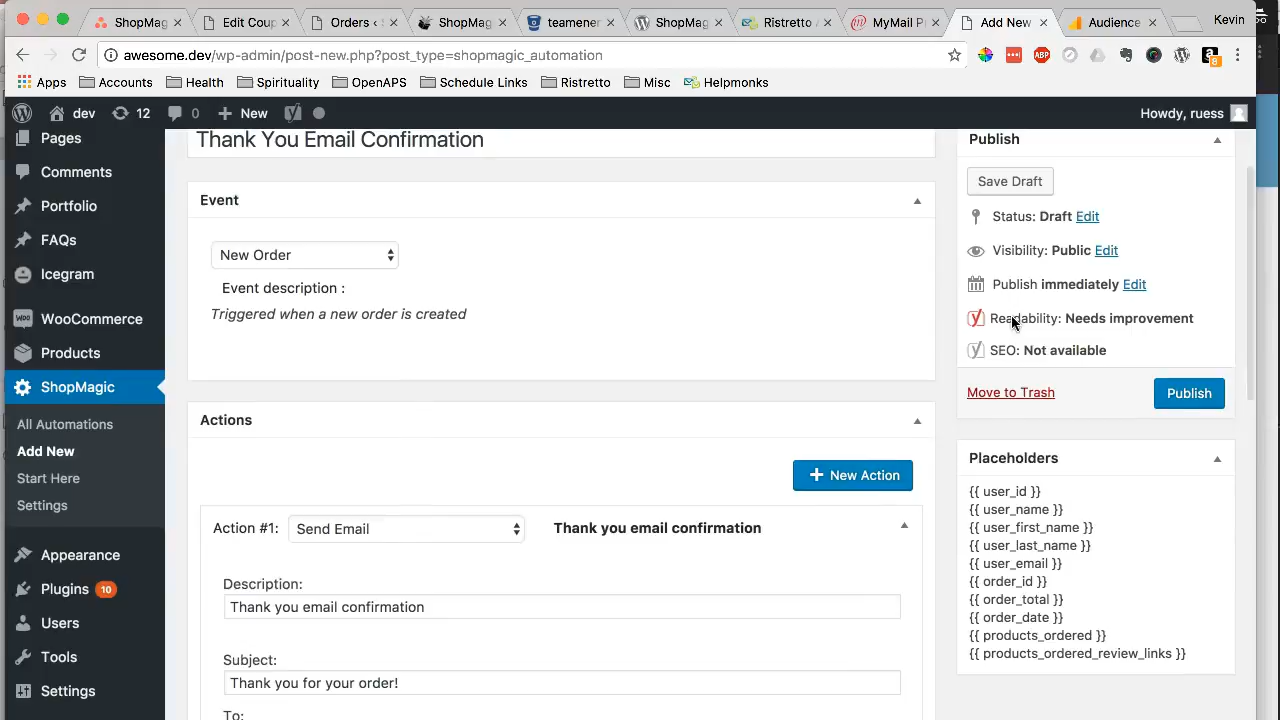 ShopMag
Edit Coup
Orders ‹ S
ShopMag
teamener
ShopMag
Ristretto
MyMail P
Add New
Audience
Kevin
awesome.dev/wp-admin/post-new.php?post_type=shopmagic_automation
ABP
8
Apps
Accounts
Health
Spirituality
OpenAPS
Schedule Links
Ristretto
Misc
Helpmonks
dev
12
0
New
Howdy, ruess
Pages
Comments
Portfolio
FAQs
Icegram
WooCommerce
Products
ShopMagic
All Automations
Add New
Start Here
Settings
Appearance
Plugins 10
Users
Tools
Settings
Thank You Email Confirmation
Event
New Order
Event description :
Triggered when a new order is created
Actions
New Action
Action #1:
Send Email
Thank you email confirmation
Description:
Thank you email confirmation
Subject:
Thank you for your order!
To:
Publish
Save Draft
Status: Draft Edit
Visibility: Public Edit
Publish immediately Edit
Readability: Needs improvement
SEO: Not available
Move to Trash
Publish
Placeholders
{{ user_id }}
{{ user_name }}
{{ user_first_name }}
{{ user_last_name }}
{{ user_email }}
{{ order_id }}
{{ order_total }}
{{ order_date }}
{{ products_ordered }}
{{ products_ordered_review_links }}